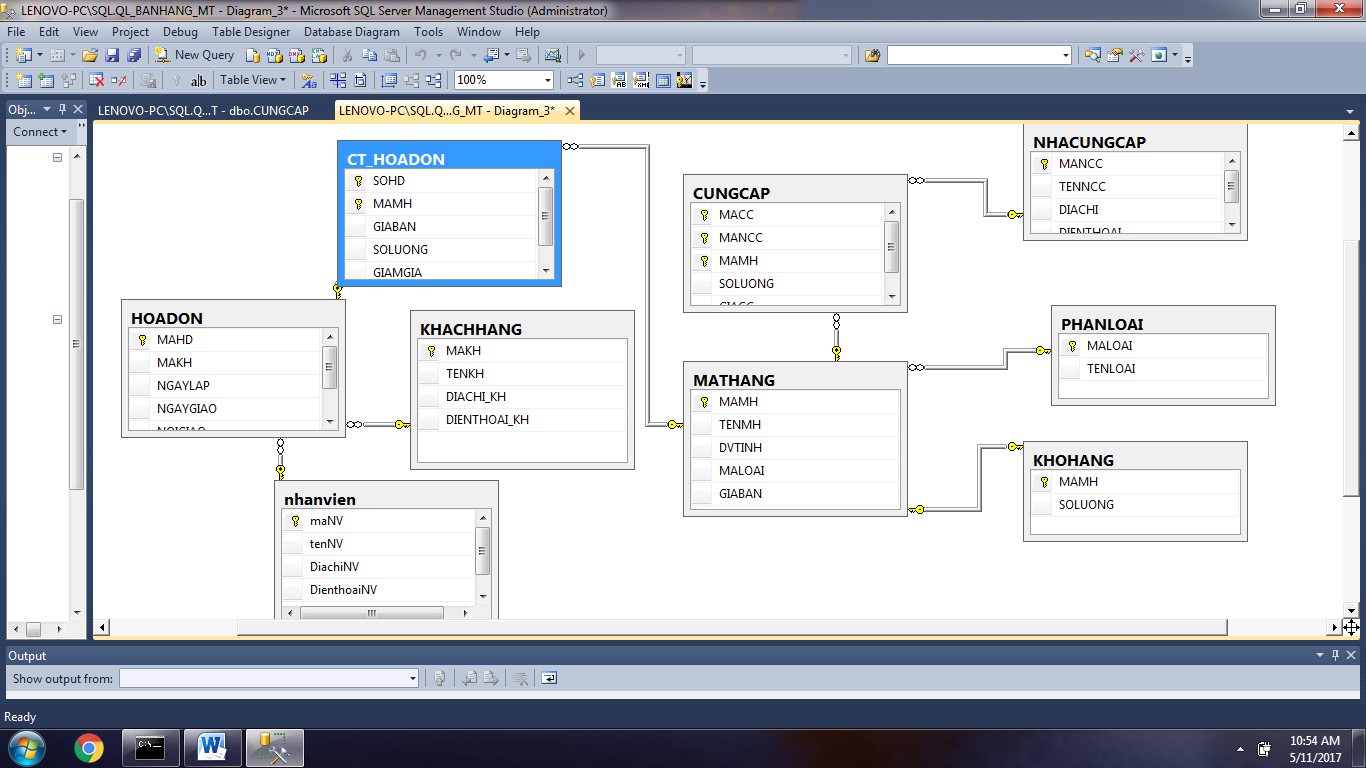 LENOVO-PC\SQL.QL_BANHANG_MT - Diagram_3* - Microsoft SQL Server Management Studio (Administrator)
File Edit View Project Debug Table Designer Database Diagram Tools Window Help
New Query
Table View 100%
Obj...
LENOVO-PC\SQL.Q...T - dbo.CUNGCAP
LENOVO-PC\SQL.Q...G_MT - Diagram_3*
Connect
CT_HOADON
SOHD
MAMH
GIABAN
SOLUONG
GIAMGIA
CUNGCAP
MACC
MANCC
MAMH
SOLUONG
GIACC
NHACUNGCAP
MANCC
TENNCC
DIACHI
DIENTHOAI
HOADON
MAHD
MAKH
NGAYLAP
NGAYGIAO
NOIGIAO
KHACHHANG
MAKH
TENKH
DIACHI_KH
DIENTHOAI_KH
PHANLOAI
MALOAI
TENLOAI
MATHANG
MAMH
TENMH
DVTINH
MALOAI
GIABAN
KHOHANG
MAMH
SOLUONG
nhanvien
maNV
tenNV
DiachiNV
DienthoaiNV
Output
Show output from:
Ready
10:54 AM
5/11/2017